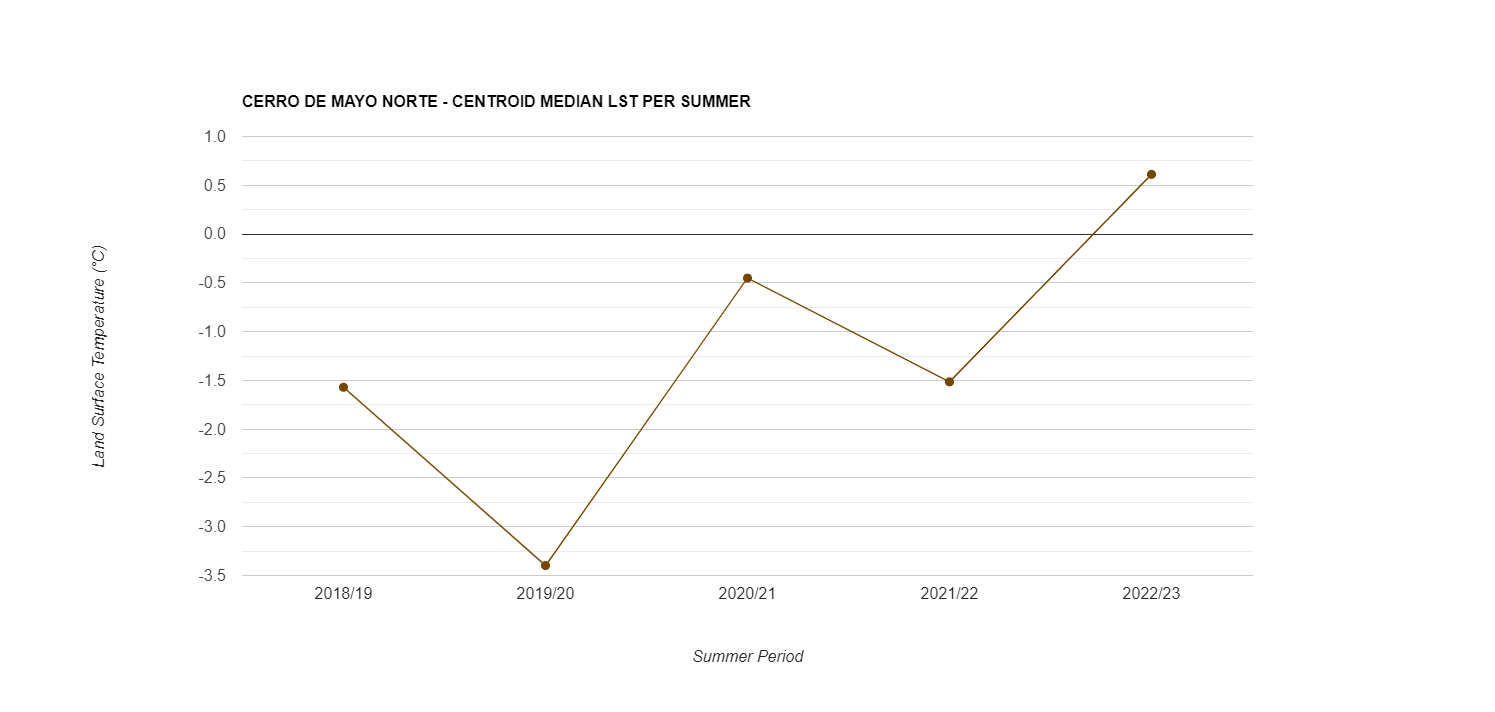 CERRO DE MAYO NORTE - CENTROID MEDIAN LST PER SUMMER
Land Surface Temperature (°C)
1.0
0.5
0.0
-0.5
-1.0
-1.5
-2.0
-2.5
-3.0
-3.5
2018/19 2019/20 2020/21 2021/22 2022/23
Summer Period